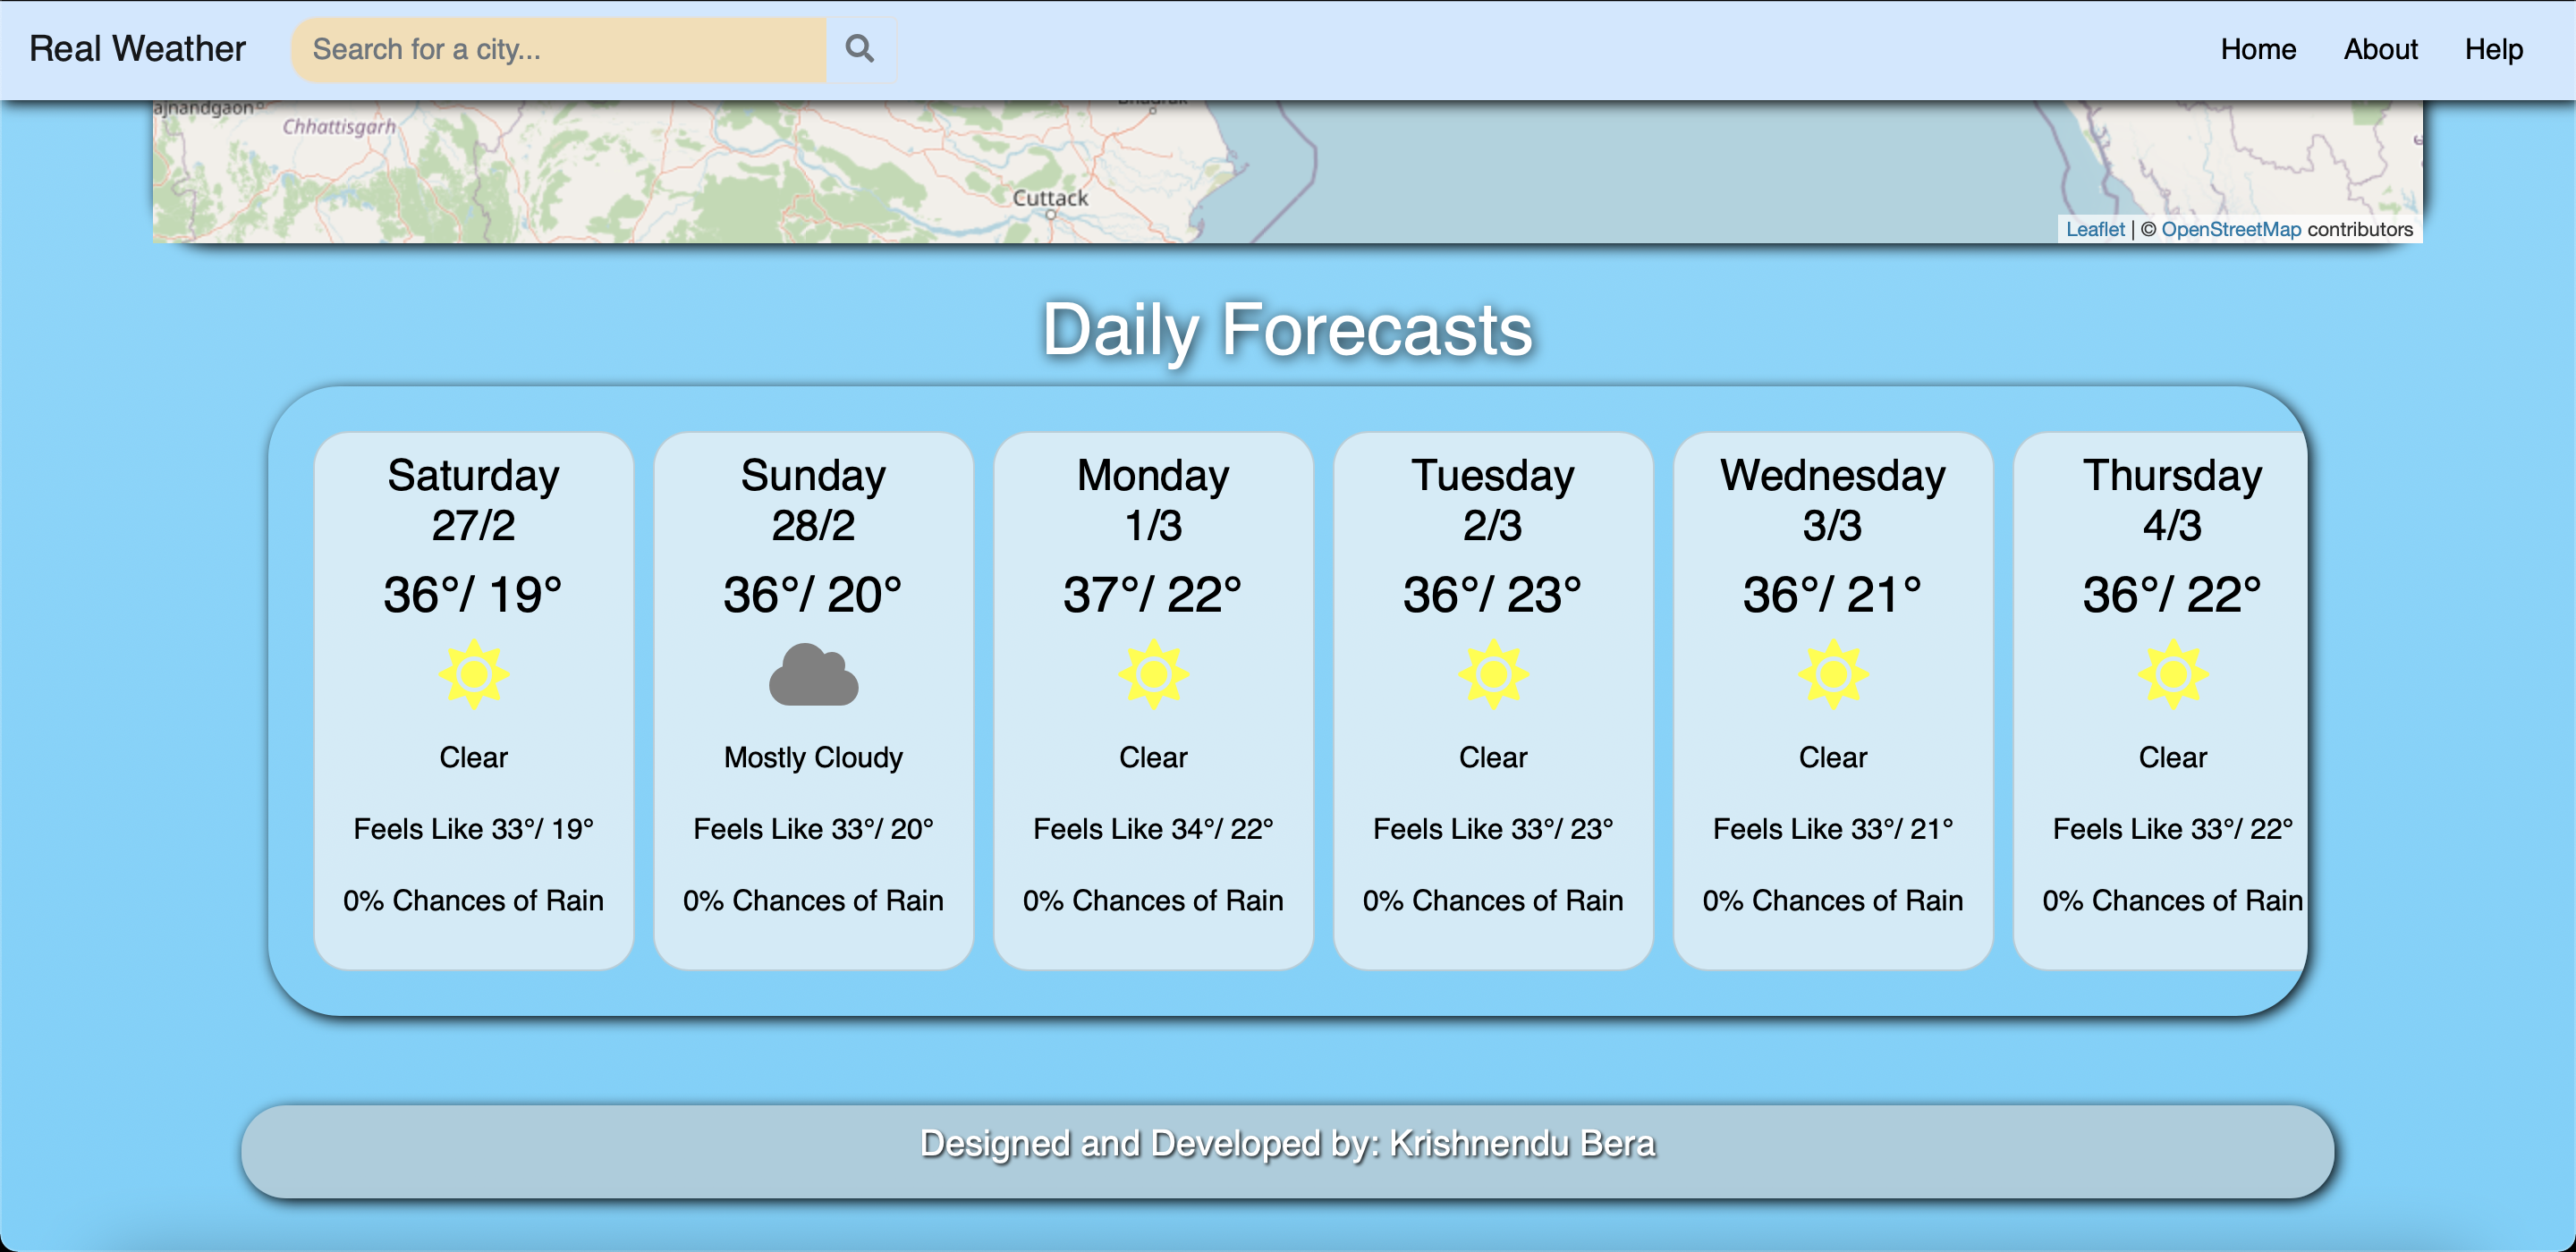 Real Weather
Search for a city...
Home
About
Help
ajnandgaon
Chhattisgarh
Cuttack
Leaflet | © OpenStreetMap contributors
Daily Forecasts
Saturday
27/2
36°/ 19°
Clear
Feels Like 33°/ 19°
0% Chances of Rain
Sunday
28/2
36°/ 20°
Mostly Cloudy
Feels Like 33°/ 20°
0% Chances of Rain
Monday
1/3
37°/ 22°
Clear
Feels Like 34°/ 22°
0% Chances of Rain
Tuesday
2/3
36°/ 23°
Clear
Feels Like 33°/ 23°
0% Chances of Rain
Wednesday
3/3
36°/ 21°
Clear
Feels Like 33°/ 21°
0% Chances of Rain
Thursday
4/3
36°/ 22°
Clear
Feels Like 33°/ 22°
0% Chances of Rain
Designed and Developed by: Krishnendu Bera